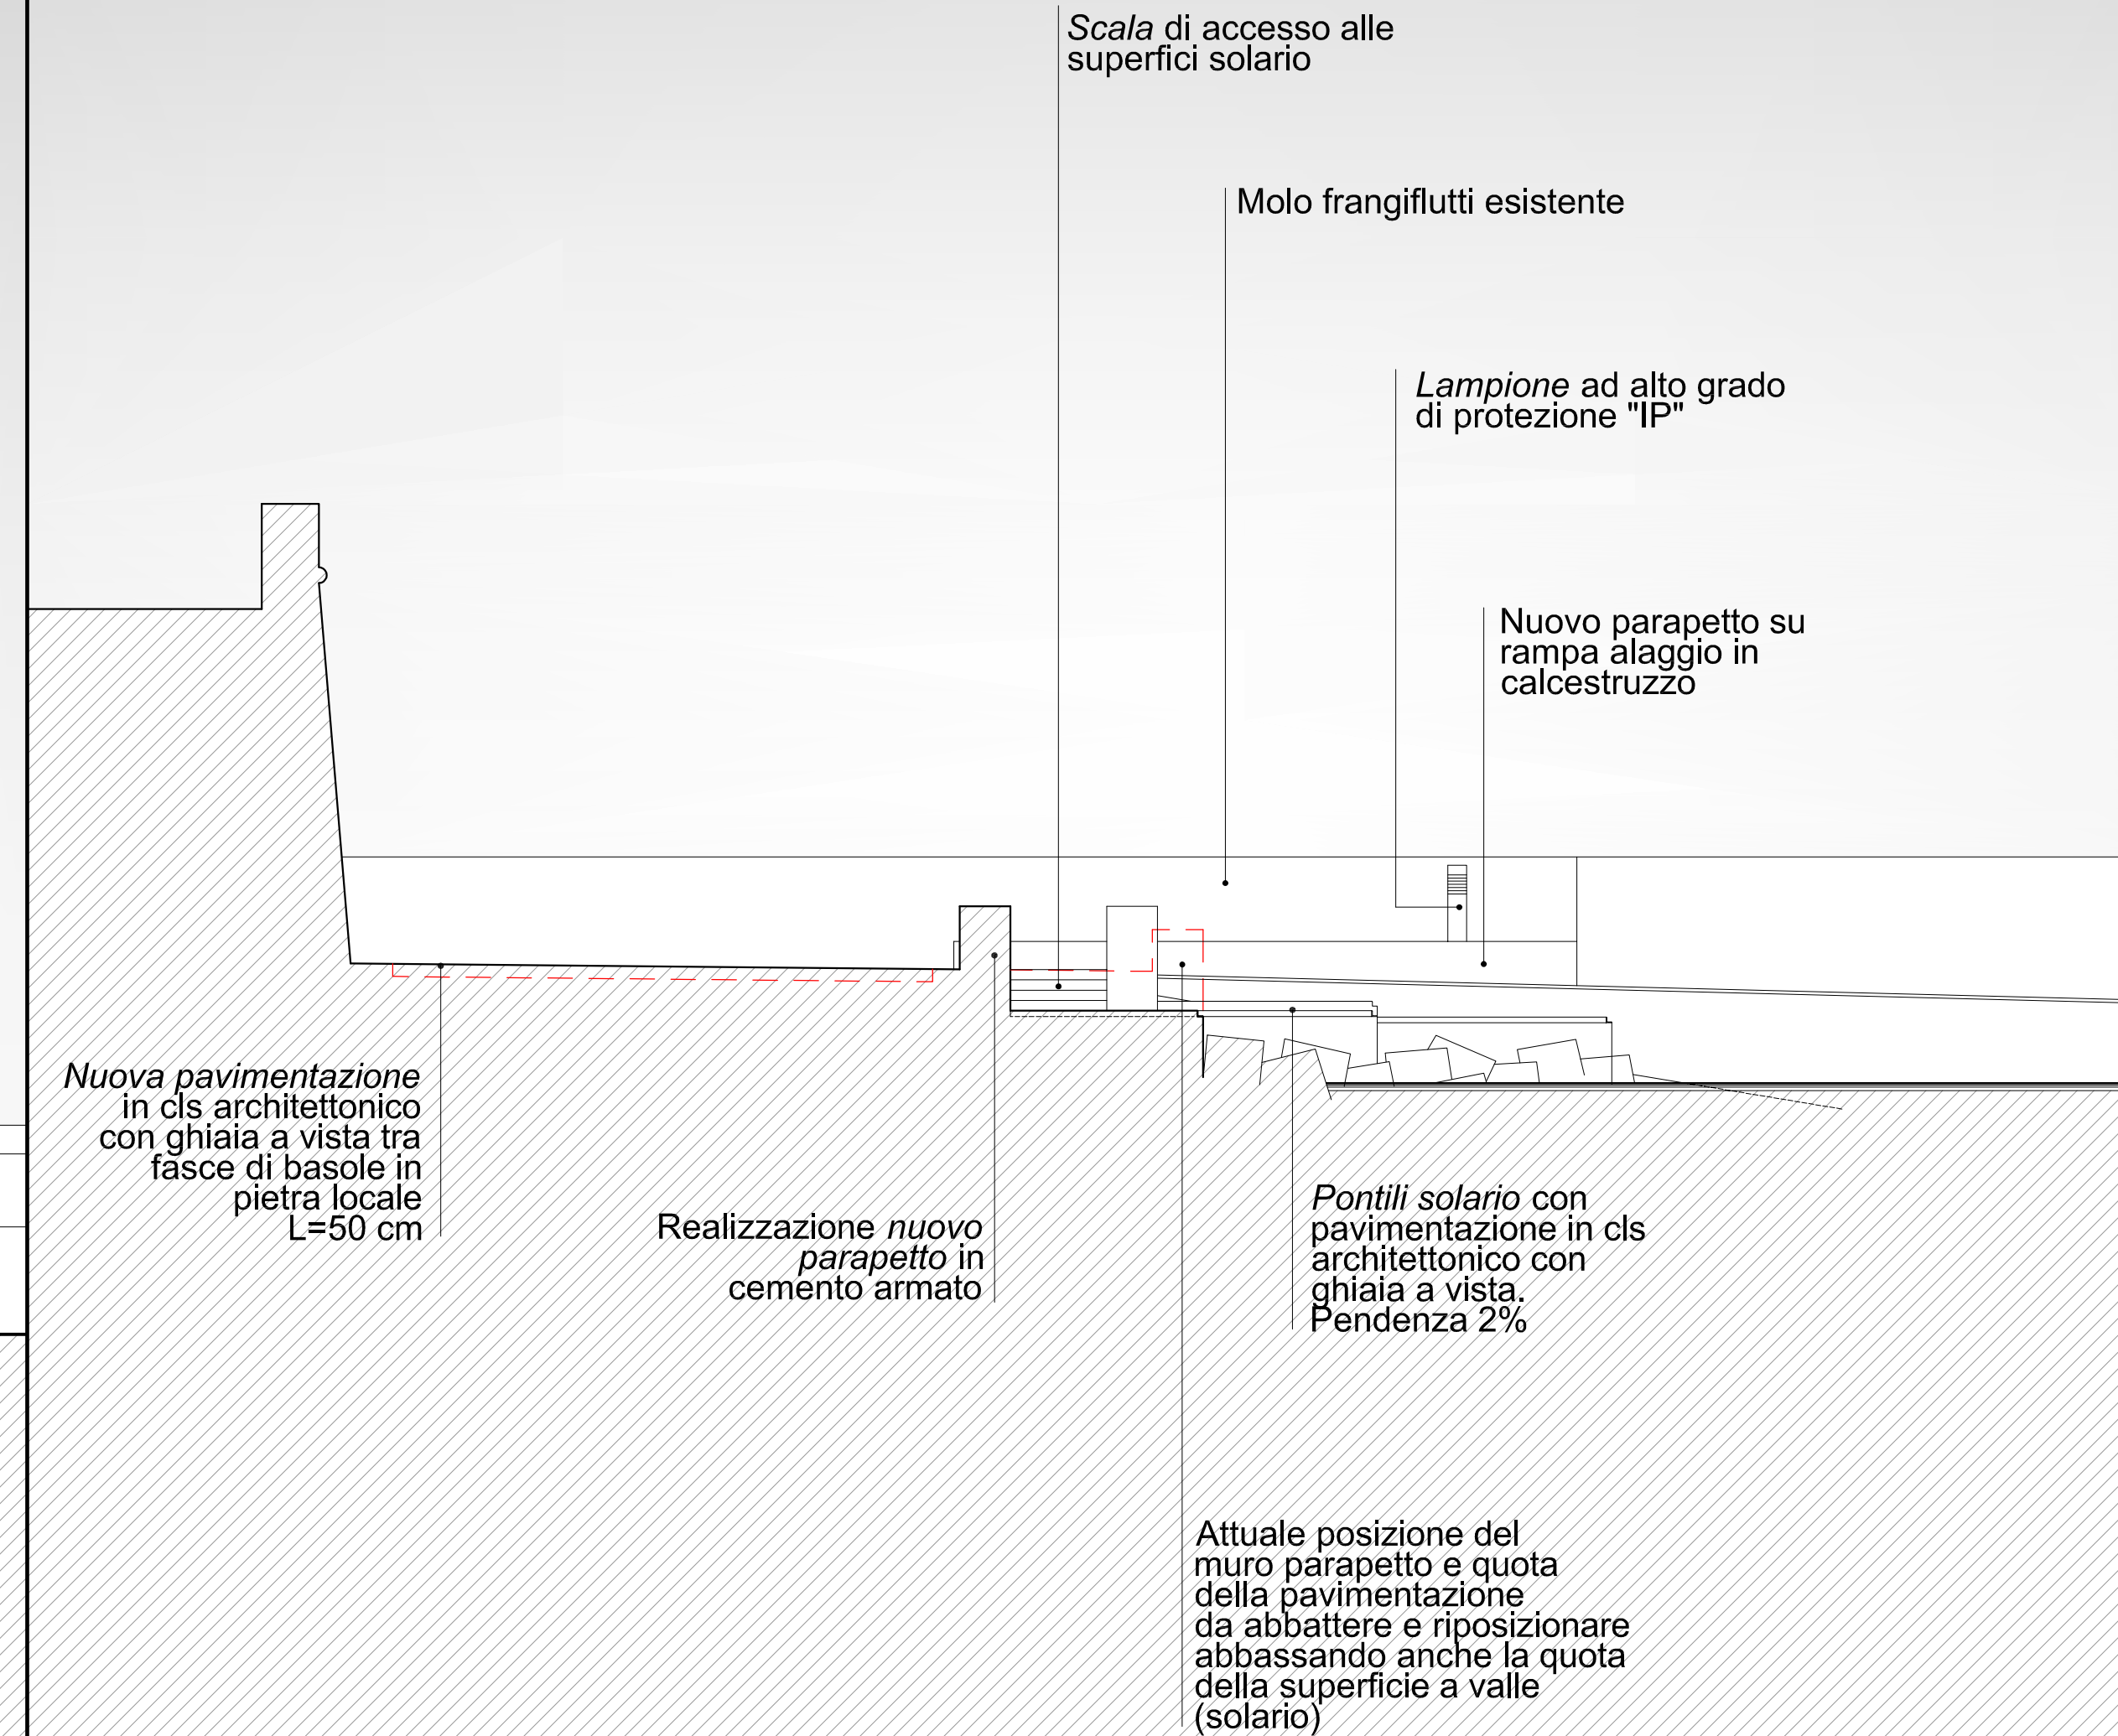 Scala di accesso alle
superfici solario
Molo frangiflutti esistente
Lampione ad alto grado
di protezione "IP"
Nuovo parapetto su
rampa alaggio in
calcestruzzo
Nuova pavimentazione
in cls architettonico
con ghiaia a vista tra
fasce di basole in
pietra locale
L=50 cm
Realizzazione nuovo
parapetto in
cemento armato
Pontili solario con
pavimentazione in cls
architettonico con
ghiaia a vista.
Pendenza 2%
Attuale posizione del
muro parapetto e quota
della pavimentazione
da abbattere e riposizionare
abbassando anche la quota
della superficie a valle
(solario)